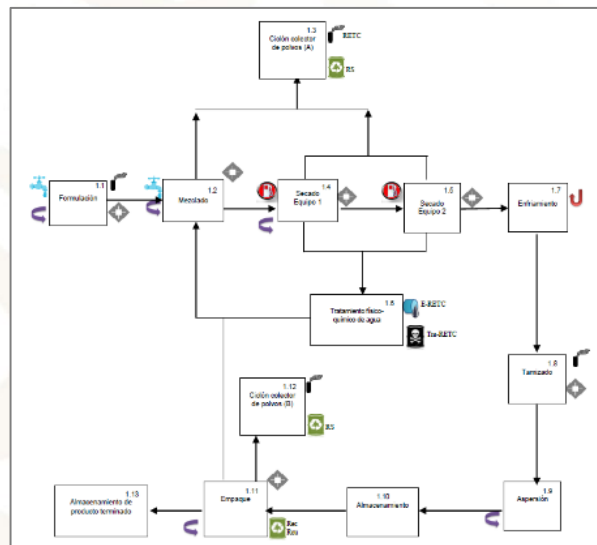 1.3
Ciclón colector
de polvos (A)
RETC
RS
1.1
Formulación
1.2
Mezclado
1.4
Secado
Equipo 1
1.5
Secado
Equipo 2
1.7
Enfriamiento
1.6
Tratamiento físico-
químico de agua
E-RETC
Tra-RETC
1.8
Tamizado
1.12
Ciclón colector
de polvos (B)
RS
1.13
Almacenamiento de
producto terminado
1.11
Empaque
Rec
Reu
1.10
Almacenamiento
1.9
Aspersión